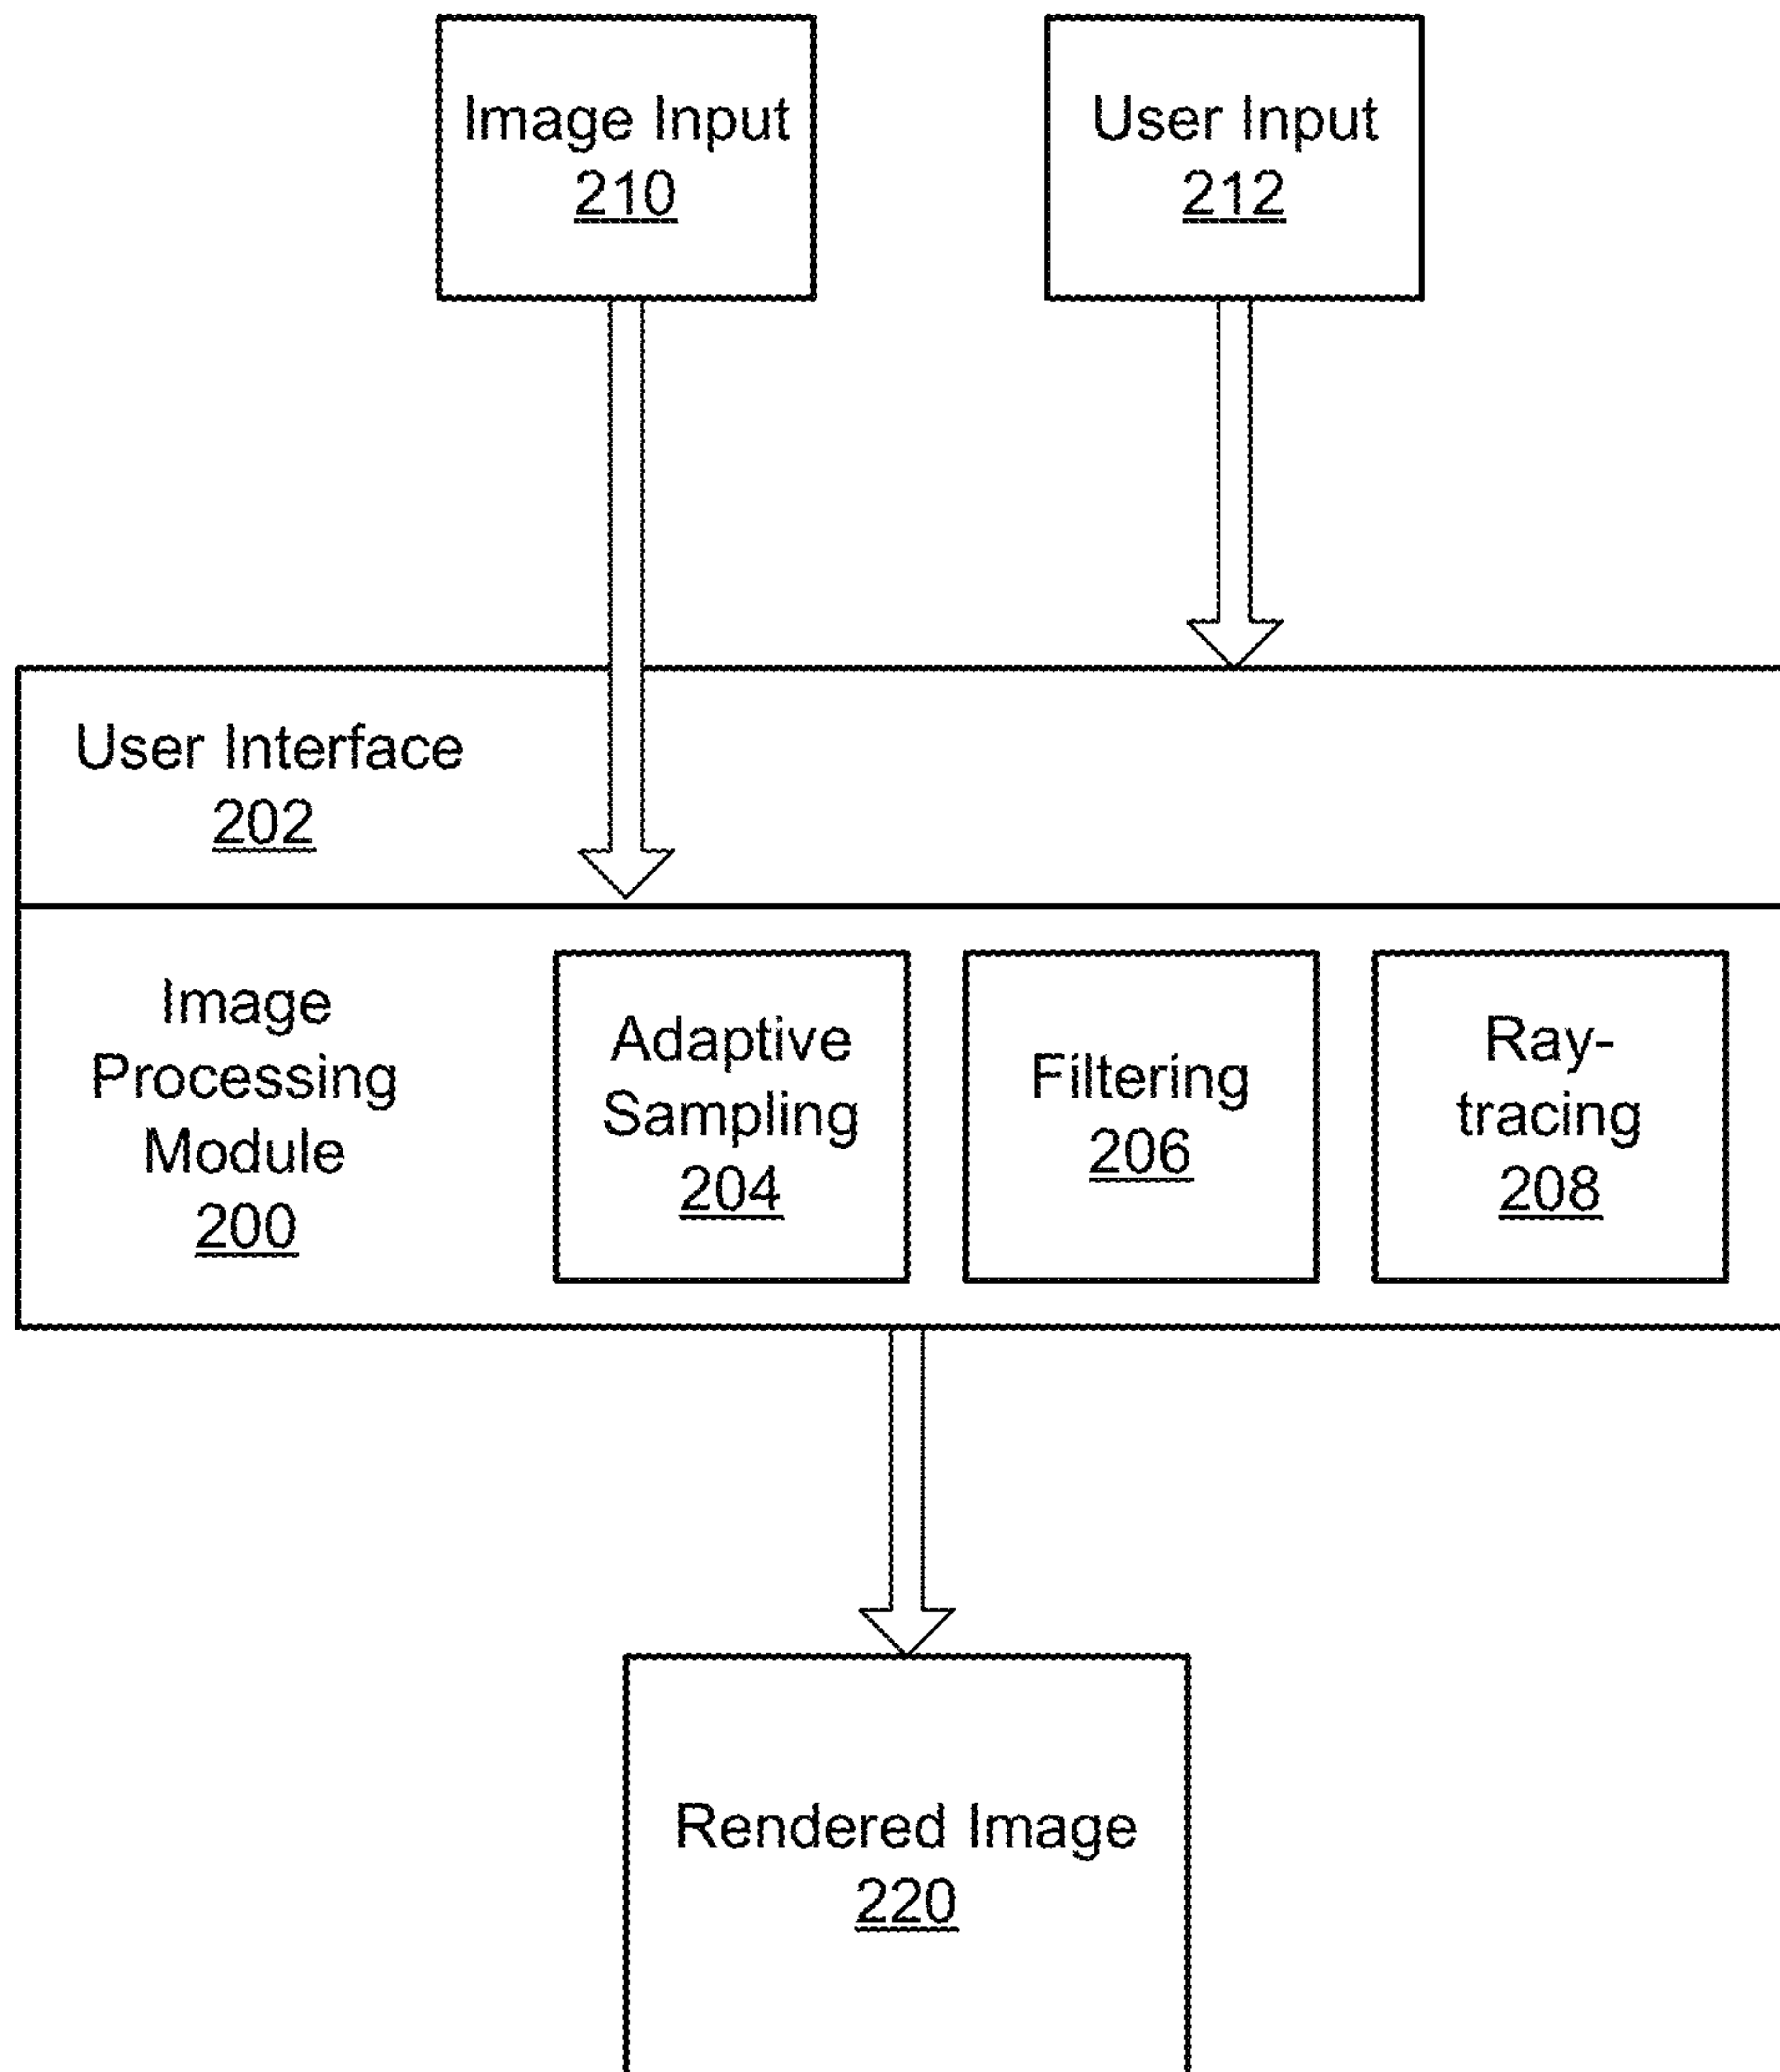 Image Input
210
User Input
212
User Interface
202
Image
Processing
Module
200
Adaptive
Sampling
204
Filtering
206
Ray-
tracing
208
Rendered Image
220